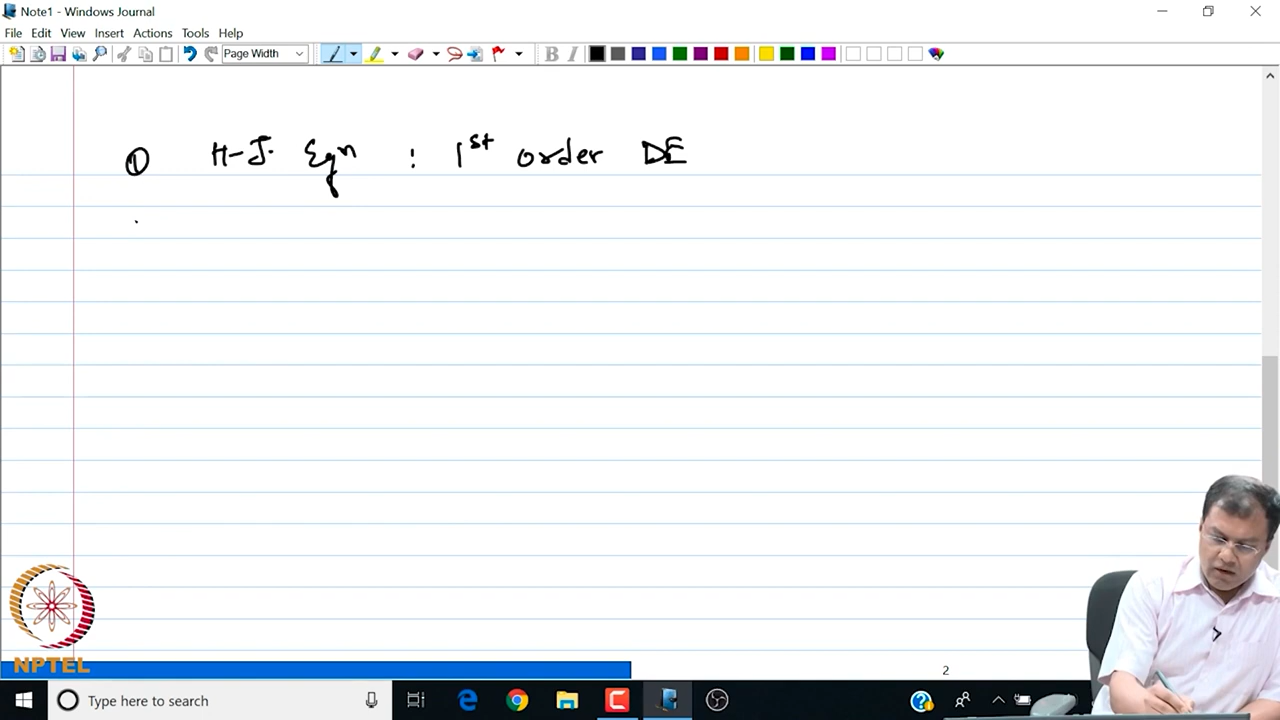 Note1 - Windows Journal
File Edit View Insert Actions Tools Help
Page Width
B I
① H-J. Eqn : 1st order DE
NPTEL
2
Type here to search